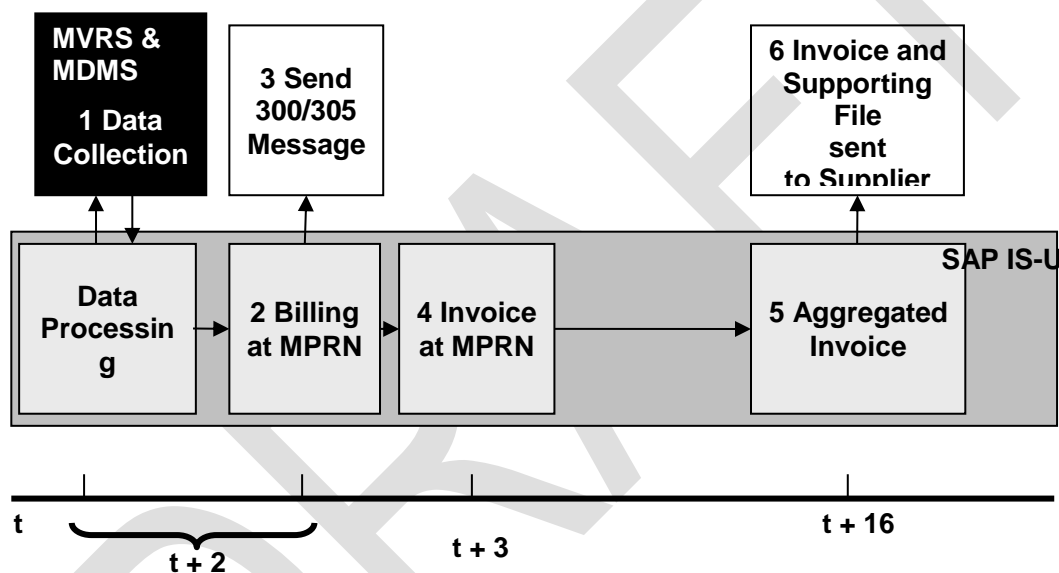 MVRS &
MDMS
1 Data
Collection
3 Send
300/305
Message
6 Invoice and
Supporting
File
sent
to Supplier
SAP IS-U
Data
Processin
g
2 Billing
at MPRN
4 Invoice
at MPRN
5 Aggregated
Invoice
t
t + 2
t + 3
t + 16
DRAFT